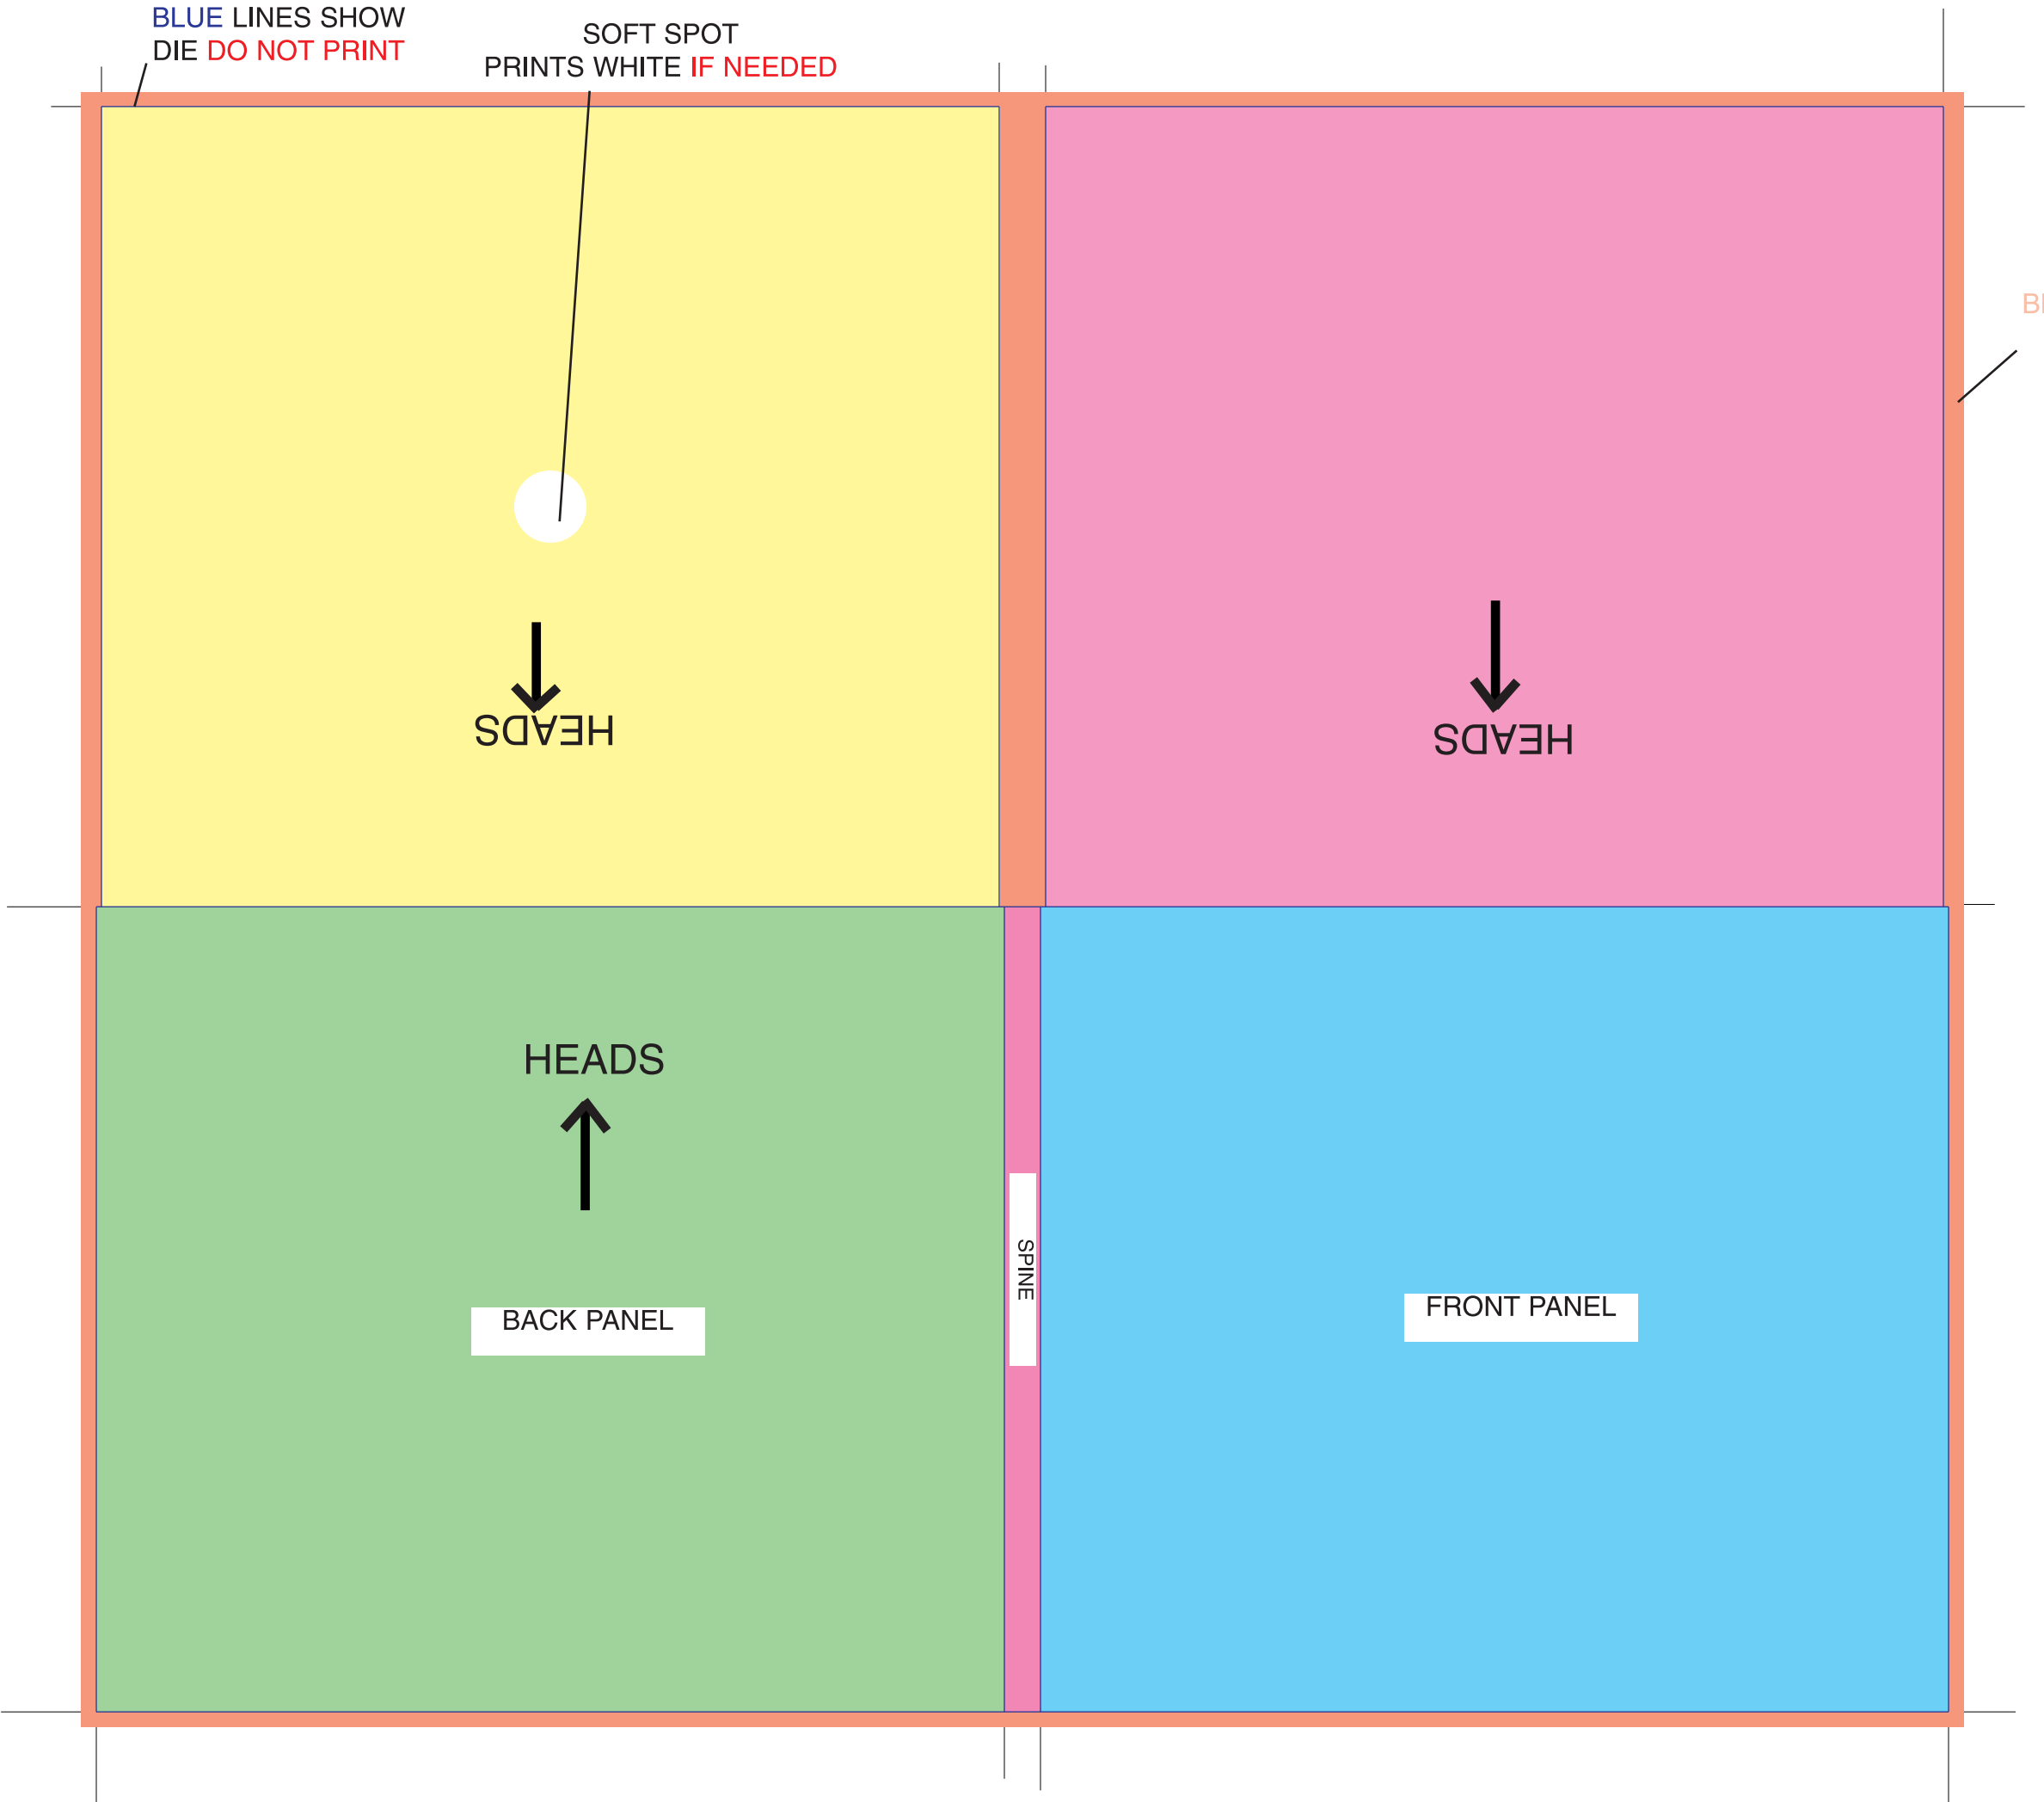 BLUE LINES SHOW
DIE DO NOT PRINT
SOFT SPOT
PRINTS WHITE IF NEEDED
HEADS
HEADS
HEADS
SPINE
BACK PANEL
FRONT PANEL